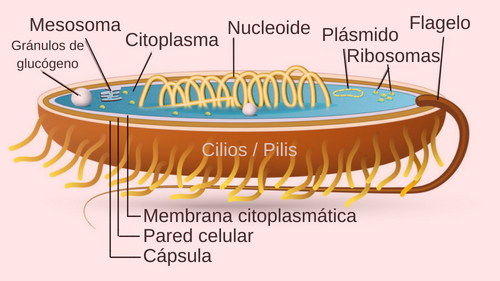 Mesosoma
Gránulos de
glucógeno
Citoplasma
Nucleoide
Plásmido
Ribosomas
Flagelo
Cilios / Pilis
Membrana citoplasmática
Pared celular
Cápsula